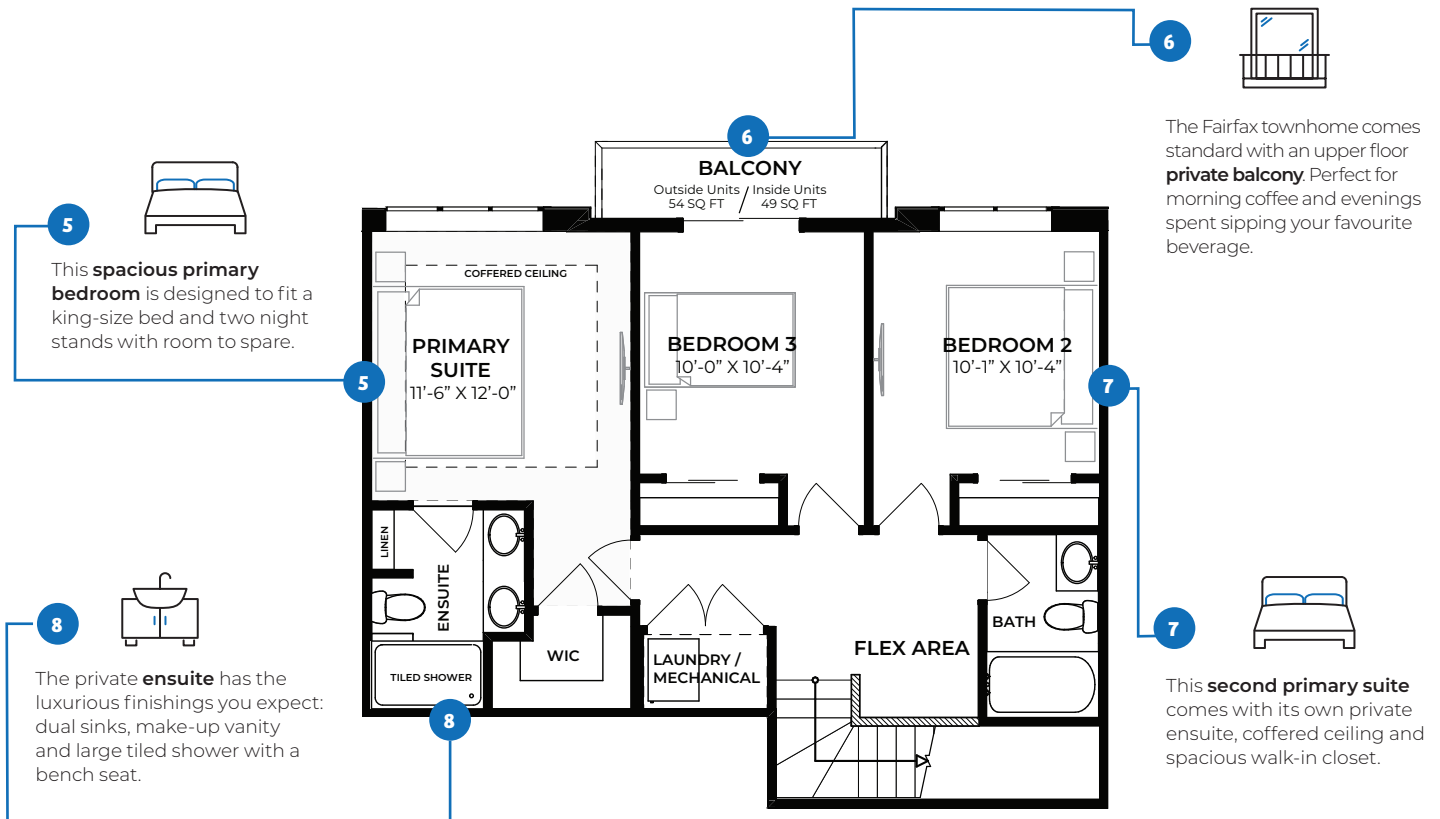 6
The Fairfax townhome comes
standard with an upper floor
private balcony. Perfect for
morning coffee and evenings
spent sipping your favourite
beverage.
5
This spacious primary
bedroom is designed to fit a
king-size bed and two night
stands with room to spare.
6
BALCONY
Outside Units / Inside Units
54 SQ FT 49 SQ FT
COFFERED CEILING
PRIMARY
SUITE
11’-6” X 12’-0”
5
BEDROOM 3
10’-0” X 10’-4”
BEDROOM 2
10’-1” X 10’-4”
7
LINEN
ENSUITE
TILED SHOWER
8
WIC
LAUNDRY /
MECHANICAL
FLEX AREA
BATH
8
The private ensuite has the
luxurious finishings you expect:
dual sinks, make-up vanity
and large tiled shower with a
bench seat.
7
This second primary suite
comes with its own private
ensuite, coffered ceiling and
spacious walk-in closet.